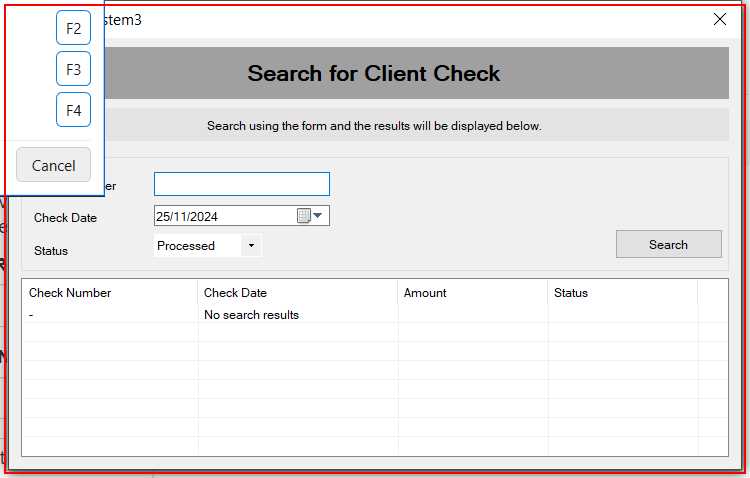 F2
F3
F4
Cancel
stem3
Search for Client Check
Search using the form and the results will be displayed below.
er
Check Date 25/11/2024
Status Processed
Search
Check Number Check Date Amount Status
- No search results